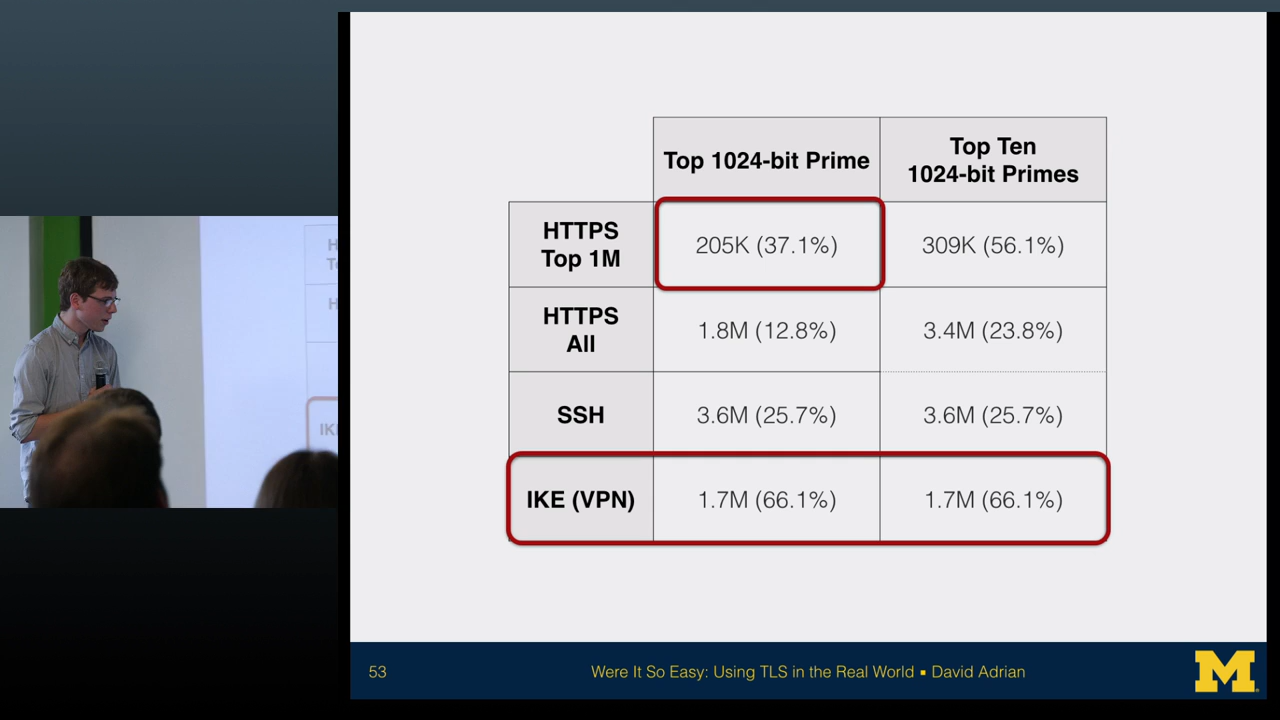 Top 1024-bit Prime
Top Ten
1024-bit Primes
HTTPS
Top 1M
205K (37.1%)
309K (56.1%)
HTTPS
All
1.8M (12.8%)
3.4M (23.8%)
SSH
3.6M (25.7%)
3.6M (25.7%)
IKE (VPN)
1.7M (66.1%)
1.7M (66.1%)
53
Were It So Easy: Using TLS in the Real World ▪ David Adrian
M